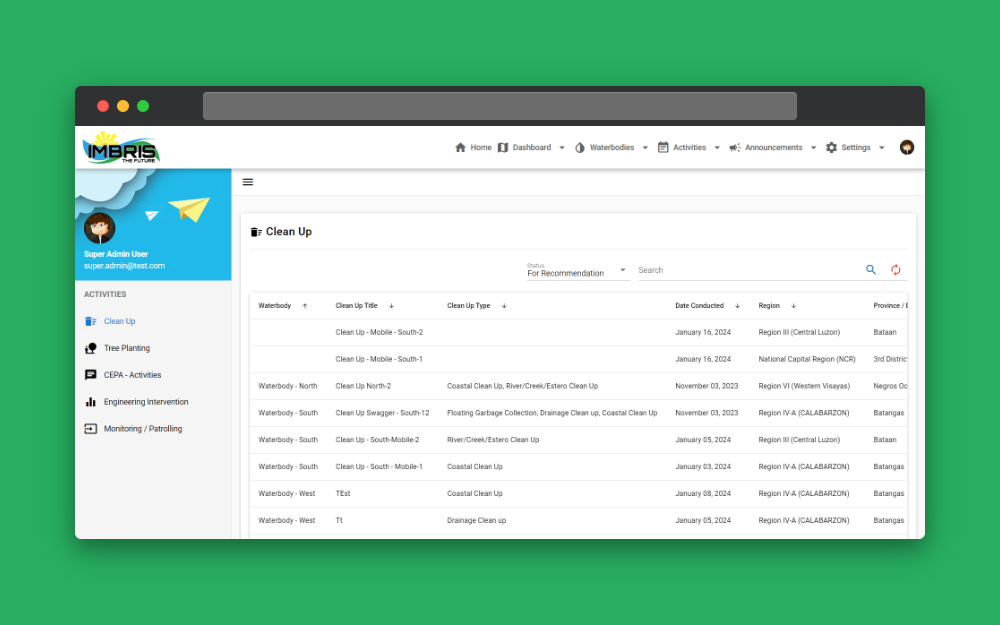 IMBRIS
THE FUTURE
Home Dashboard Waterbodies Activities Announcements Settings
Super Admin User
super.admin@test.com
ACTIVITIES
Clean Up
Tree Planting
CEPA - Activities
Engineering Intervention
Monitoring / Patrolling
Clean Up
Status
For Recommendation Search
Waterbody Clean Up Title Clean Up Type Date Conducted Region Province /
Clean Up - Mobile - South-2 January 16, 2024 Region III (Central Luzon) Bataan
Clean Up - Mobile - South-1 January 16, 2024 National Capital Region (NCR) 3rd District
Waterbody - North Clean Up North-2 Coastal Clean Up, River/Creek/Estero Clean Up November 03, 2023 Region VI (Western Visayas) Negros Oc
Waterbody - South Clean Up Swagger - South-12 Floating Garbage Collection, Drainage Clean up, Coastal Clean Up November 03, 2023 Region IV-A (CALABARZON) Batangas
Waterbody - South Clean Up - South-Mobile-2 River/Creek/Estero Clean Up January 05, 2024 Region III (Central Luzon) Bataan
Waterbody - South Clean Up - South - Mobile-1 Coastal Clean Up January 03, 2024 Region IV-A (CALABARZON) Batangas
Waterbody - West TEst Coastal Clean Up January 08, 2024 Region IV-A (CALABARZON) Batangas
Waterbody - West Tt Drainage Clean up January 05, 2024 Region IV-A (CALABARZON) Batangas